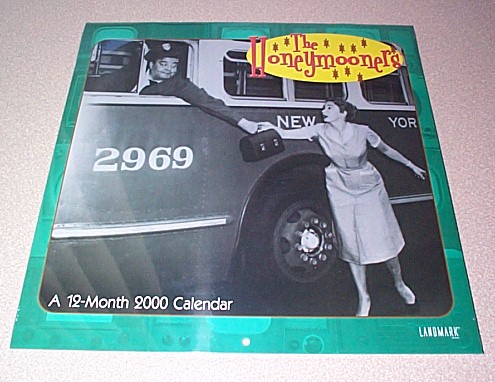 The
Honeymooners
NEW YOR
2969
A 12-Month 2000 Calendar
LANDMARK